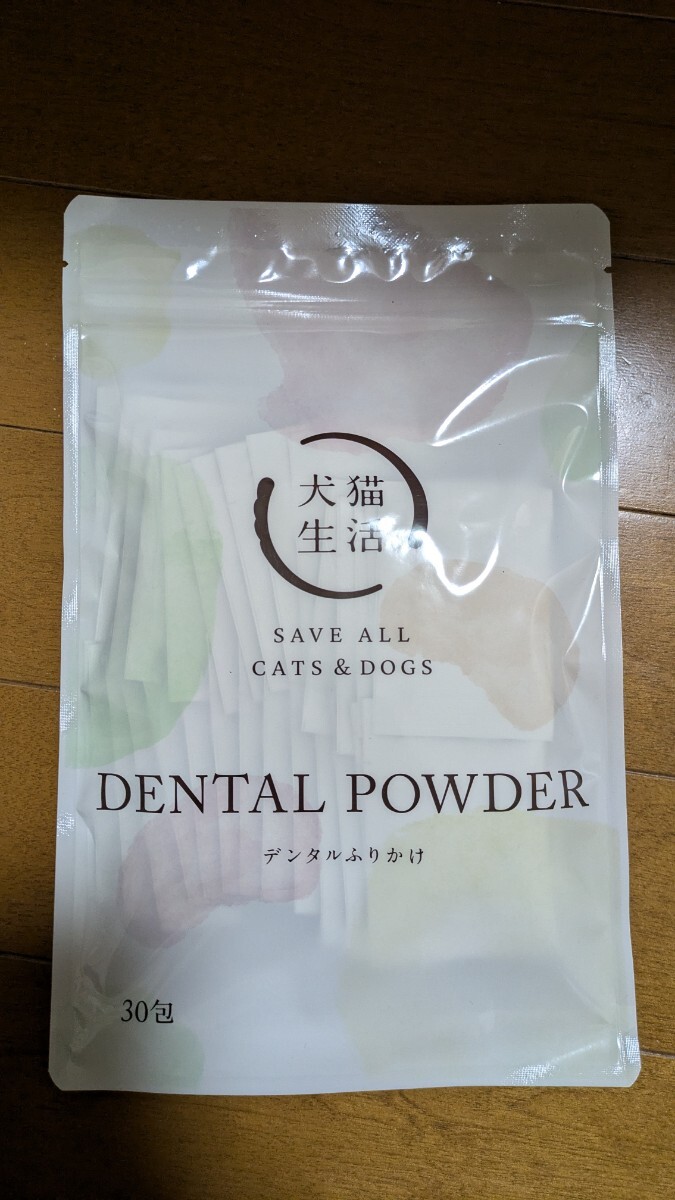 犬猫
生活
SAVE ALL
CATS & DOGS
DENTAL POWDER
デンタルふりかけ
30包